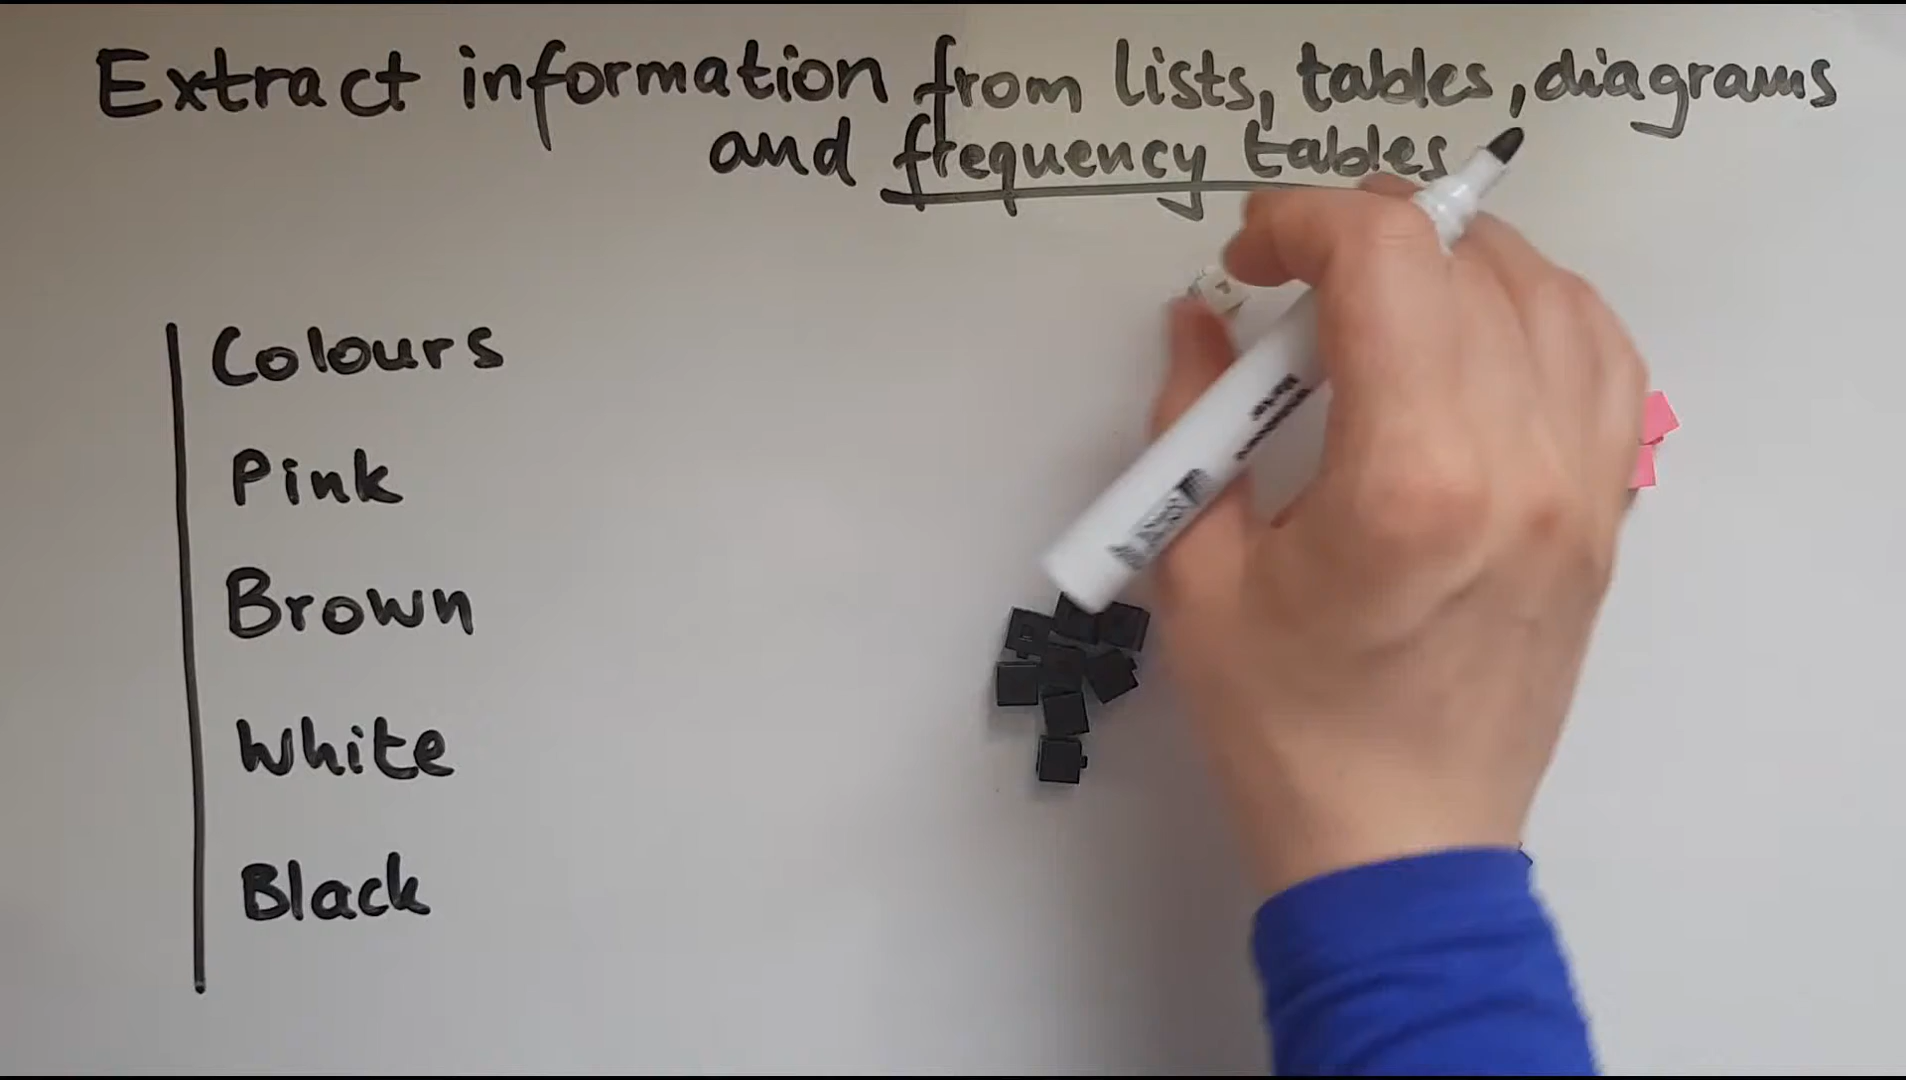 Extract information from lists, tables, diagrams
and frequency tables
Colours
Pink
Brown
White
Black